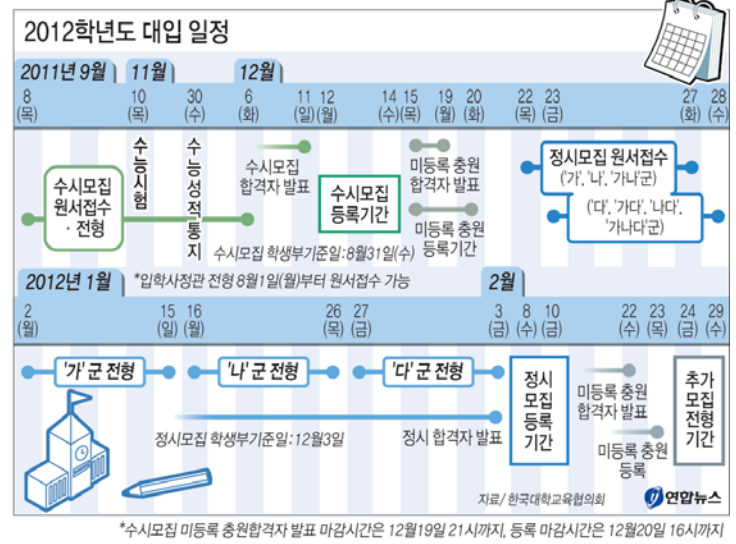 2012학년도 대입 일정
2011년 9월 11월 12월
8 10 30 6 11 12 14 15 19 20 22 23 27 28
(목) (목) (수) (화) (일) (월) (수) (목) (월) (화) (목) (금) (화) (수)
수시모집
원서접수
· 전형
수능시험
수능성적통지
수시모집
합격자 발표
수시모집
등록기간
미등록 충원
합격자 발표
미등록 충원
등록기간
정시모집 원서접수
('가', '나', '가나'군)
('다', '가다', '나다',
'가나다'군)
수시모집 학생부기준일:8월31일(수)
*입학사정관 전형 8월1일(월)부터 원서접수 가능
2012년 1월 2월
2 15 16 26 27 3 8 10 22 23 24 29
(월) (일) (월) (목) (금) (금) (수) (금) (수) (목) (금) (수)
'가' 군 전형
'나' 군 전형
'다' 군 전형
정시모집 학생부기준일:12월3일
정시 합격자 발표
정시
모집
등록
기간
미등록 충원
합격자 발표
미등록 충원
등록
추가
모집
전형
기간
자료/ 한국대학교육협의회
연합뉴스
*수시모집 미등록 충원합격자 발표 마감시간은 12월19일 21시까지, 등록 마감시간은 12월20일 16시까지